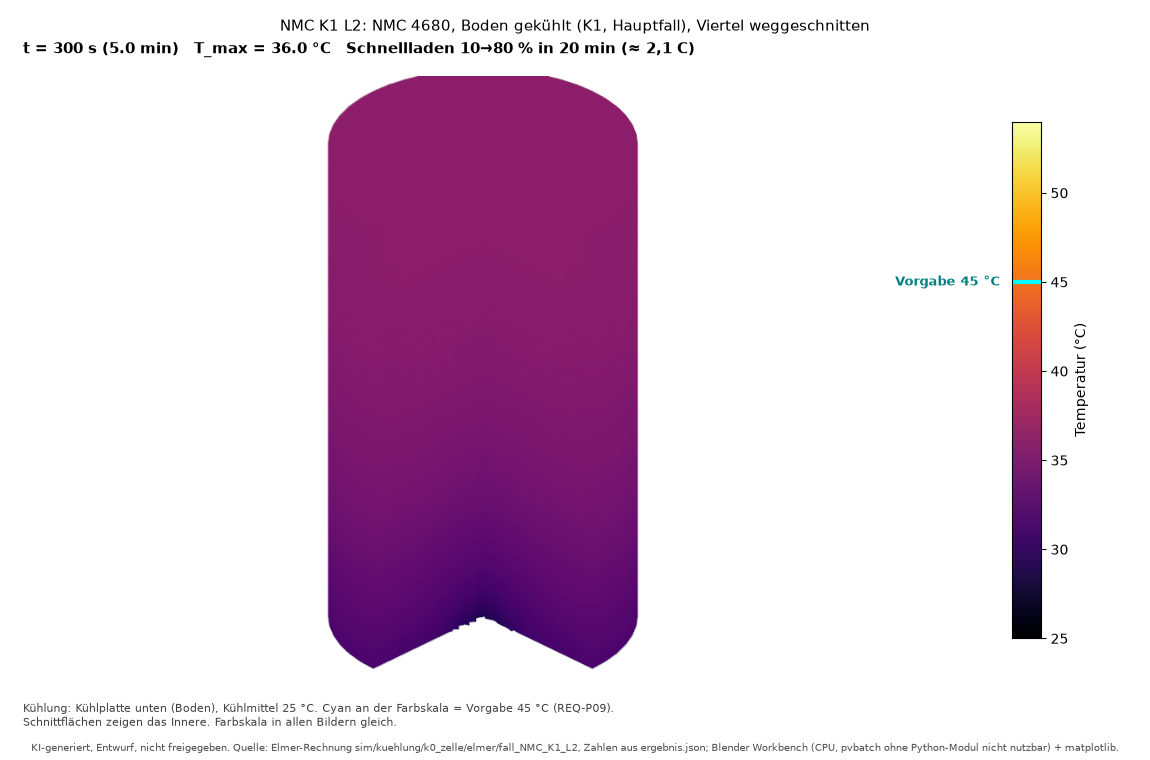 NMC K1 L2: NMC 4680, Boden gekühlt (K1, Hauptfall), Viertel weggeschnitten
t = 300 s (5.0 min)   T_max = 36.0 °C   Schnellladen 10→80 % in 20 min (≈ 2,1 C)
50
Vorgabe 45 °C
45
40
Temperatur (°C)
35
30
25
Kühlung: Kühlplatte unten (Boden), Kühlmittel 25 °C. Cyan an der Farbskala = Vorgabe 45 °C (REQ-P09).
Schnittflächen zeigen das Innere. Farbskala in allen Bildern gleich.
KI-generiert, Entwurf, nicht freigegeben. Quelle: Elmer-Rechnung sim/kuehlung/k0_zelle/elmer/fall_NMC_K1_L2, Zahlen aus ergebnis.json; Blender Workbench (CPU, pvbatch ohne Python-Modul nicht nutzbar) + matplotlib.